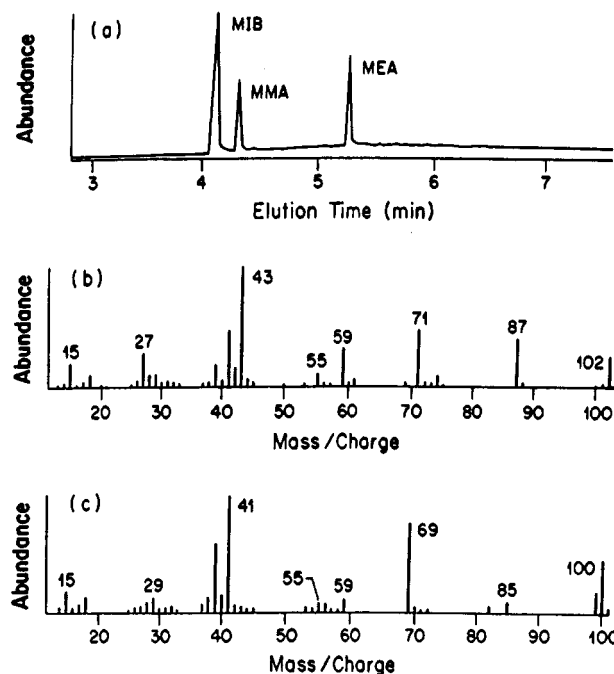 (a)
MIB
MMA
MEA
Abundance
3 4 5 6 7
Elution Time (min)
(b)
43
15 27 55 59 71 87 102
Abundance
20 30 40 50 60 70 80 90 100
Mass/Charge
(c)
41
69
15 29 55 59 85 100
Abundance
20 30 40 50 60 70 80 90 100
Mass/Charge